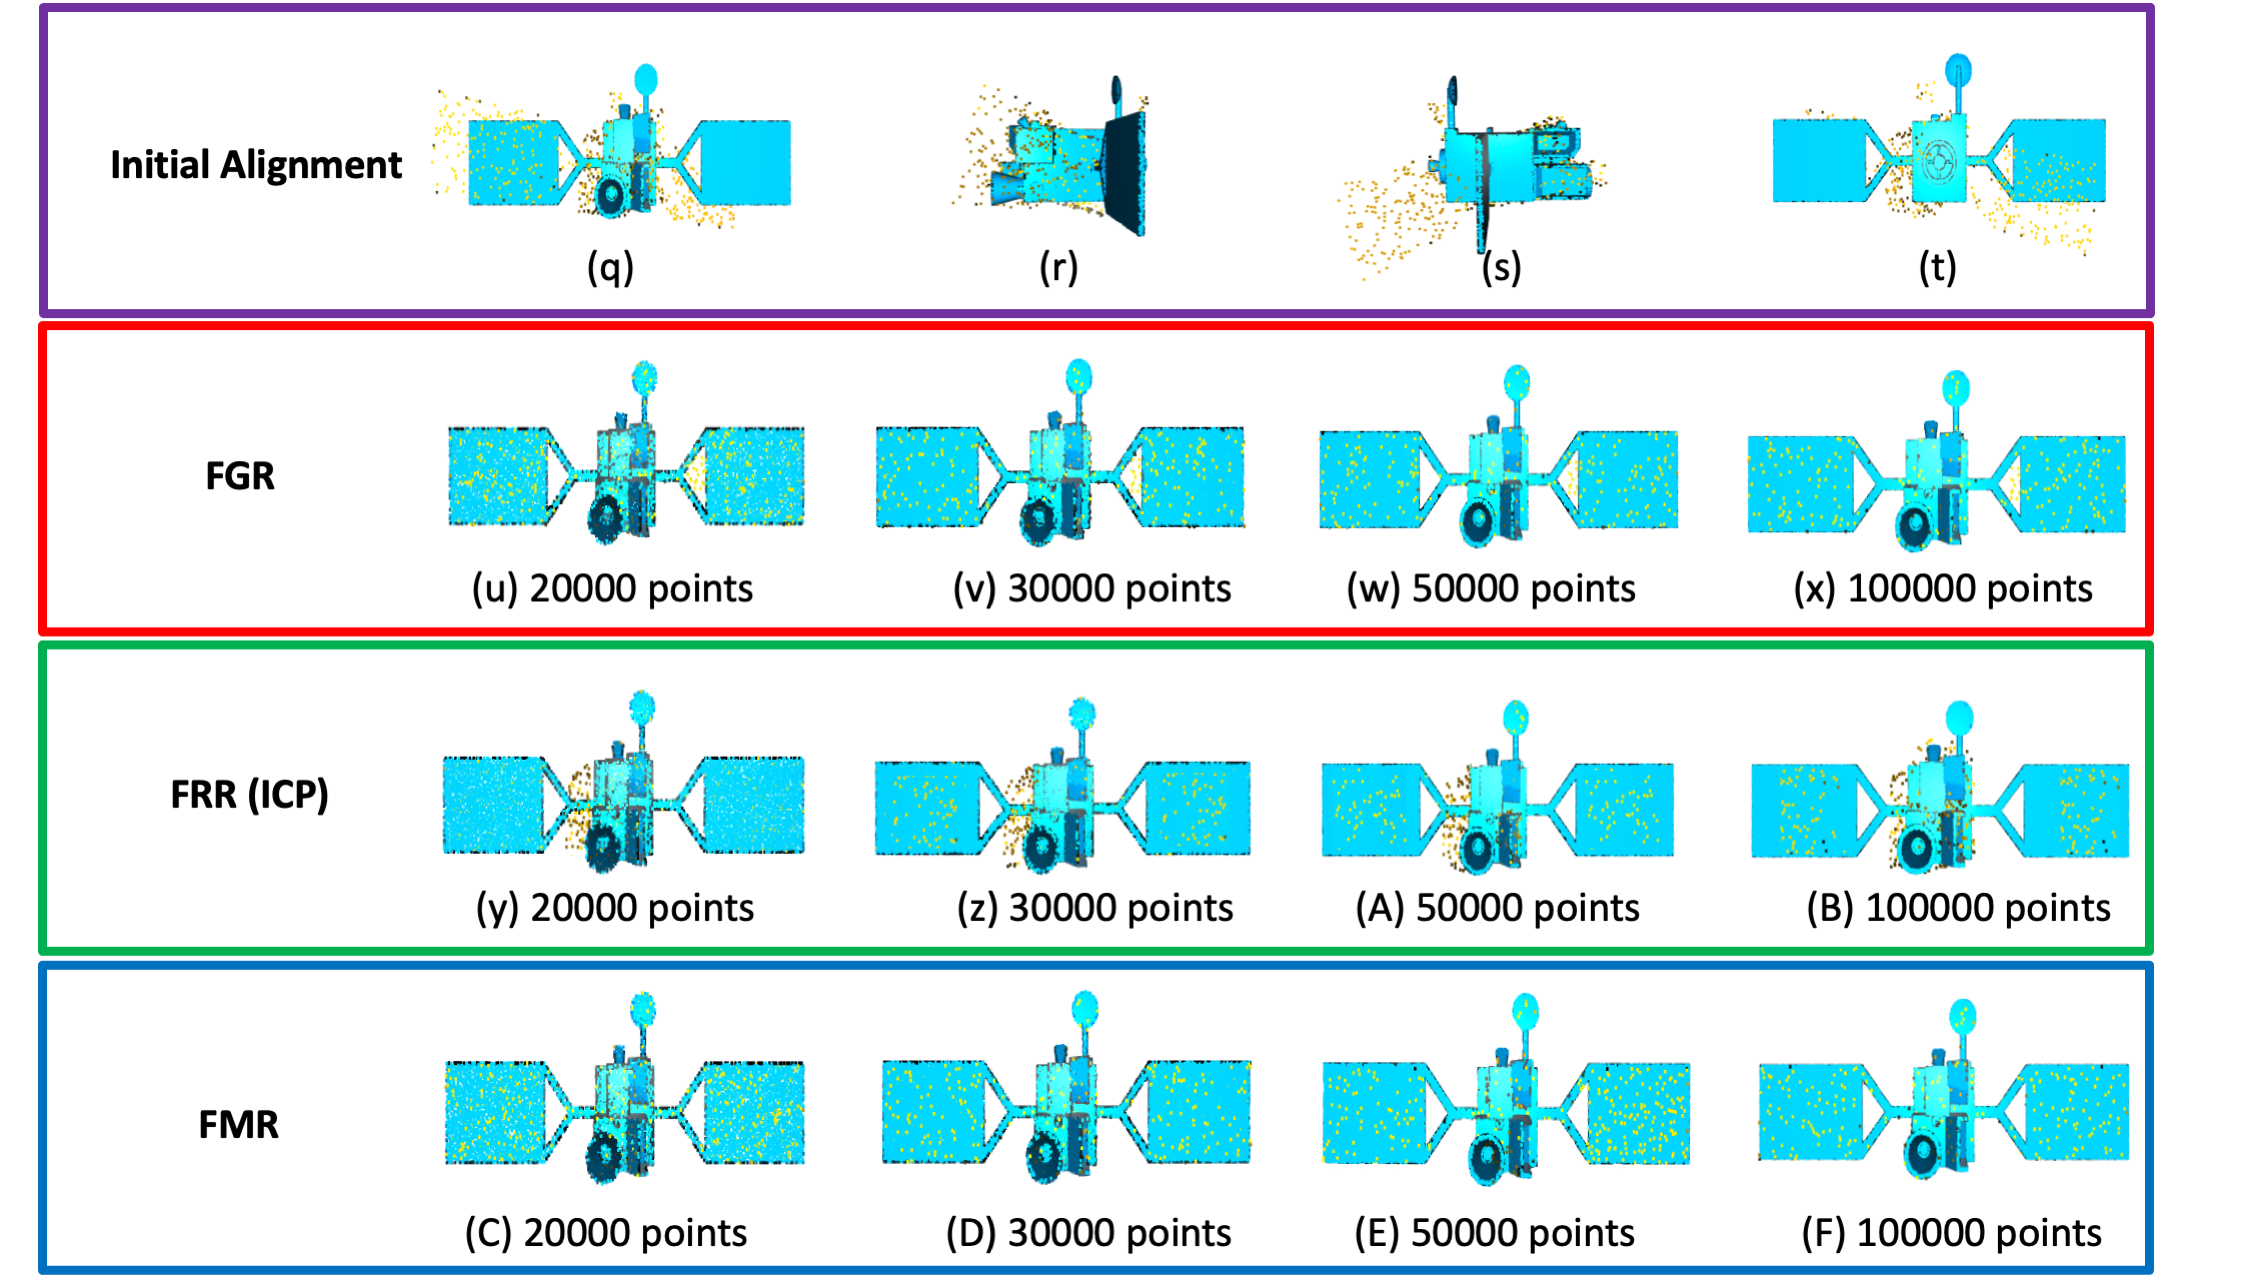 Initial Alignment
(q)
(r)
(s)
(t)
FGR
(u) 20000 points
(v) 30000 points
(w) 50000 points
(x) 100000 points
FRR (ICP)
(y) 20000 points
(z) 30000 points
(A) 50000 points
(B) 100000 points
FMR
(C) 20000 points
(D) 30000 points
(E) 50000 points
(F) 100000 points